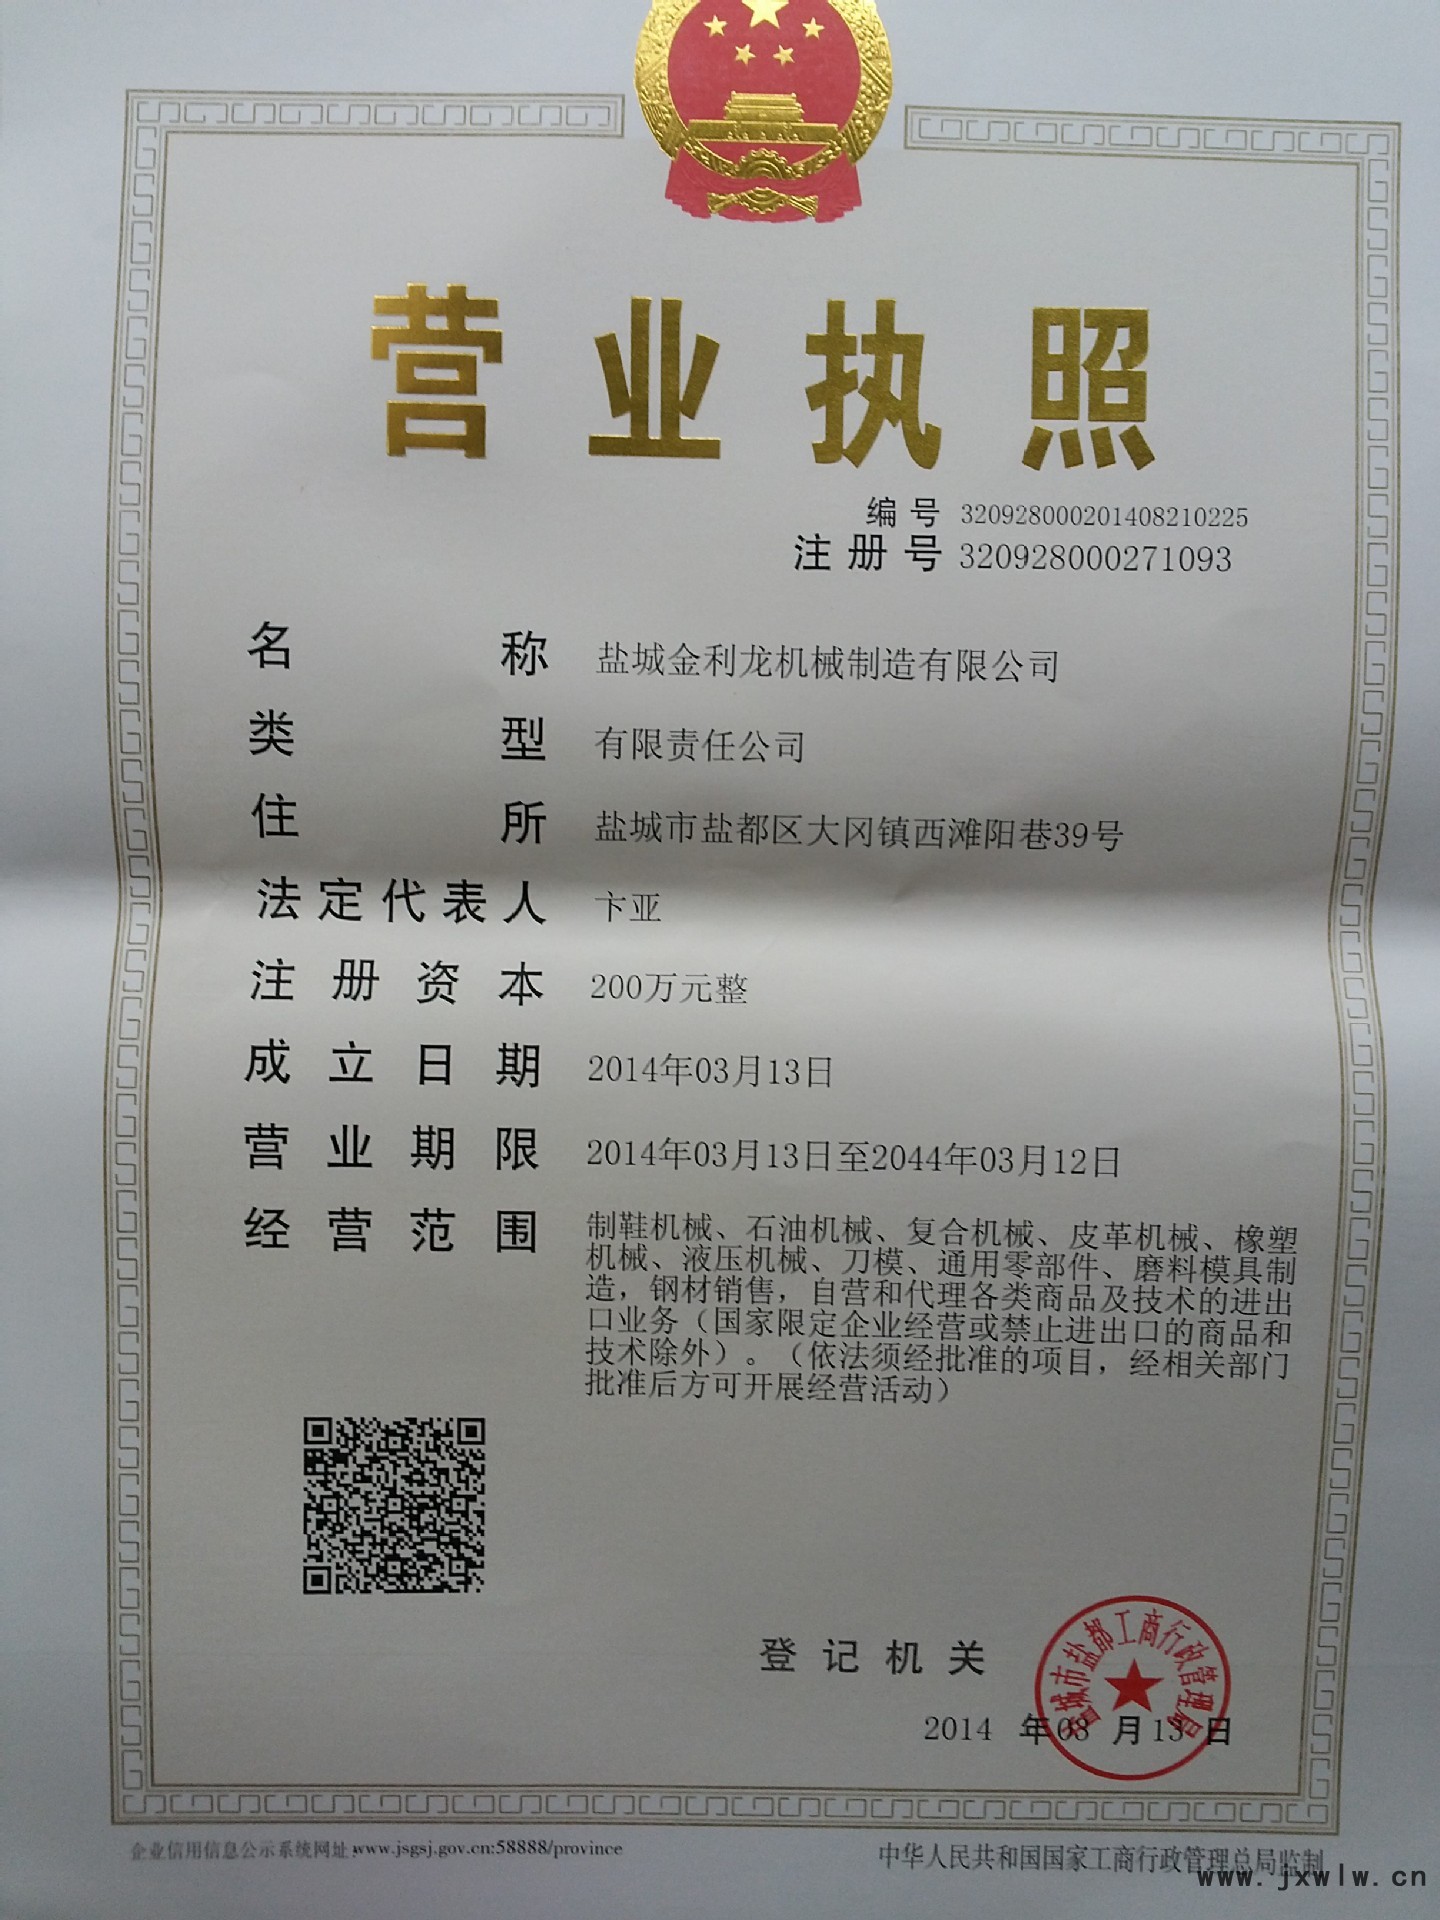 营业执照
编号 320928000201408210225
注册号 320928000271093
名称 盐城金利龙机械制造有限公司
类型 有限责任公司
住所 盐城市盐都区大冈镇西滩阳巷39号
法定代表人 卞亚
注册资本 200万元整
成立日期 2014年03月13日
营业期限 2014年03月13日至2044年03月12日
经营范围 制鞋机械、石油机械、复合机械、皮革机械、橡塑
机械、液压机械、刀模、通用零部件、磨料模具制
造，钢材销售，自营和代理各类商品及技术的进出
口业务（国家限定企业经营或禁止进出口的商品和
技术除外）。（依法须经批准的项目，经相关部门
批准后方可开展经营活动）
登记机关
盐城市盐都工商行政管理局
2014 年 08 月 13 日
企业信用信息公示系统网址:www.jsgsj.gov.cn:58888/province
中华人民共和国国家工商行政管理总局监制
www.jxwlw.cn